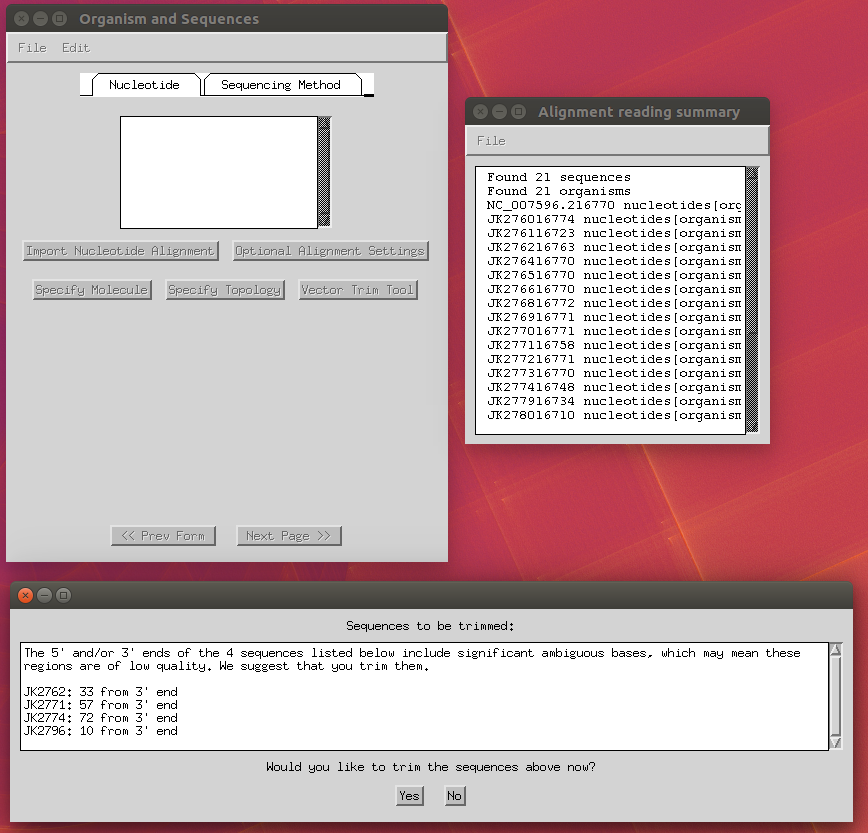 Organism and Sequences
File Edit
Nucleotide Sequencing Method
Import Nucleotide Alignment Optional Alignment Settings
Specify Molecule Specify Topology Vector Trim Tool
<< Prev Form Next Page >>
Alignment reading summary
File
Found 21 sequences
Found 21 organisms
NC_007596.216770 nucleotides[org
JK276016774 nucleotides[organism
JK276116723 nucleotides[organism
JK276216763 nucleotides[organism
JK276416770 nucleotides[organism
JK276516770 nucleotides[organism
JK276616770 nucleotides[organism
JK276816772 nucleotides[organism
JK276916771 nucleotides[organism
JK277016771 nucleotides[organism
JK277116758 nucleotides[organism
JK277216771 nucleotides[organism
JK277316770 nucleotides[organism
JK277416748 nucleotides[organism
JK277916734 nucleotides[organism
JK278016710 nucleotides[organism
Sequences to be trimmed:
The 5' and/or 3' ends of the 4 sequences listed below include significant ambiguous bases, which may mean these
regions are of low quality. We suggest that you trim them.
JK2762: 33 from 3' end
JK2771: 57 from 3' end
JK2774: 72 from 3' end
JK2796: 10 from 3' end
Would you like to trim the sequences above now?
Yes No